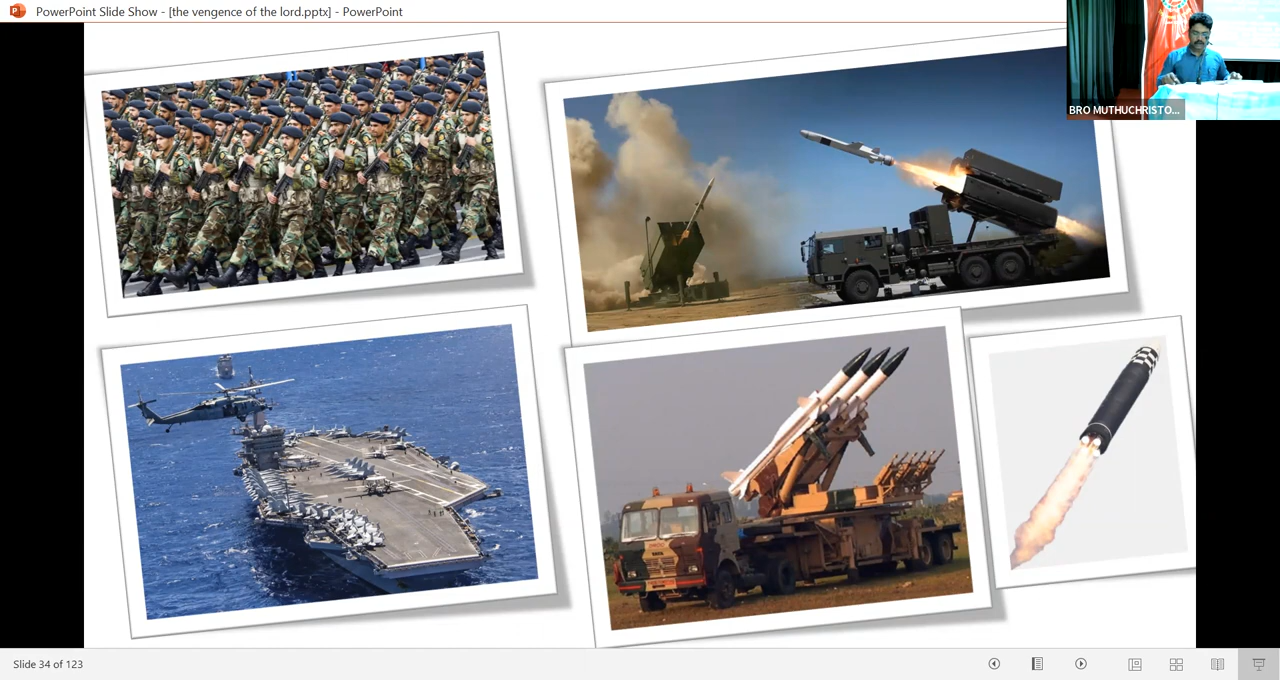 PowerPoint Slide Show - [the vengence of the lord.pptx] - PowerPoint
BRO MUTHUCHRISTO...
Slide 34 of 123